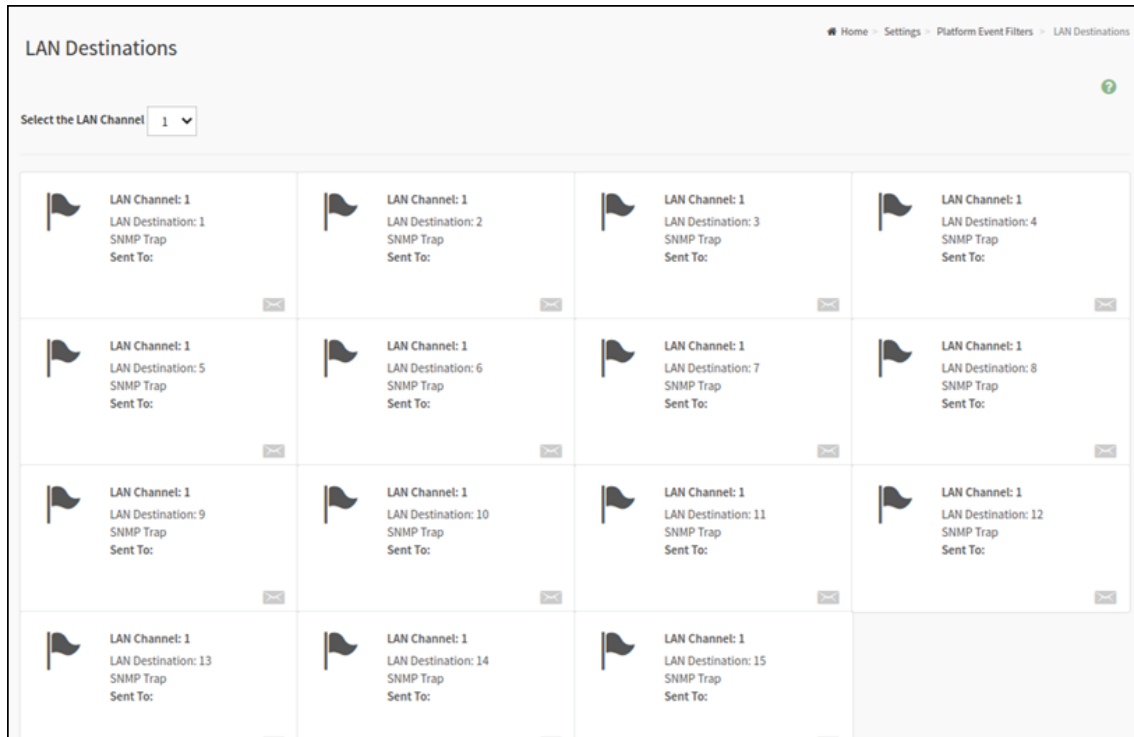 LAN Destinations
Home > Settings > Platform Event Filters > LAN Destinations
Select the LAN Channel 1
LAN Channel: 1
LAN Destination: 1
SNMP Trap
Sent To:
LAN Channel: 1
LAN Destination: 2
SNMP Trap
Sent To:
LAN Channel: 1
LAN Destination: 3
SNMP Trap
Sent To:
LAN Channel: 1
LAN Destination: 4
SNMP Trap
Sent To:
LAN Channel: 1
LAN Destination: 5
SNMP Trap
Sent To:
LAN Channel: 1
LAN Destination: 6
SNMP Trap
Sent To:
LAN Channel: 1
LAN Destination: 7
SNMP Trap
Sent To:
LAN Channel: 1
LAN Destination: 8
SNMP Trap
Sent To:
LAN Channel: 1
LAN Destination: 9
SNMP Trap
Sent To:
LAN Channel: 1
LAN Destination: 10
SNMP Trap
Sent To:
LAN Channel: 1
LAN Destination: 11
SNMP Trap
Sent To:
LAN Channel: 1
LAN Destination: 12
SNMP Trap
Sent To:
LAN Channel: 1
LAN Destination: 13
SNMP Trap
Sent To:
LAN Channel: 1
LAN Destination: 14
SNMP Trap
Sent To:
LAN Channel: 1
LAN Destination: 15
SNMP Trap
Sent To: